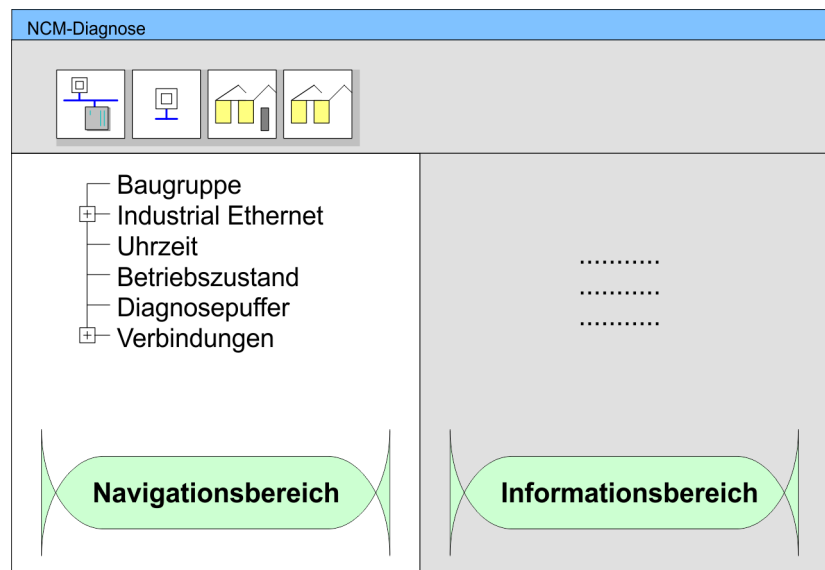 NCM-Diagnose
Baugruppe
Industrial Ethernet
Uhrzeit
Betriebszustand
Diagnosepuffer
Verbindungen
...........
...........
...........
Navigationsbereich
Informationsbereich